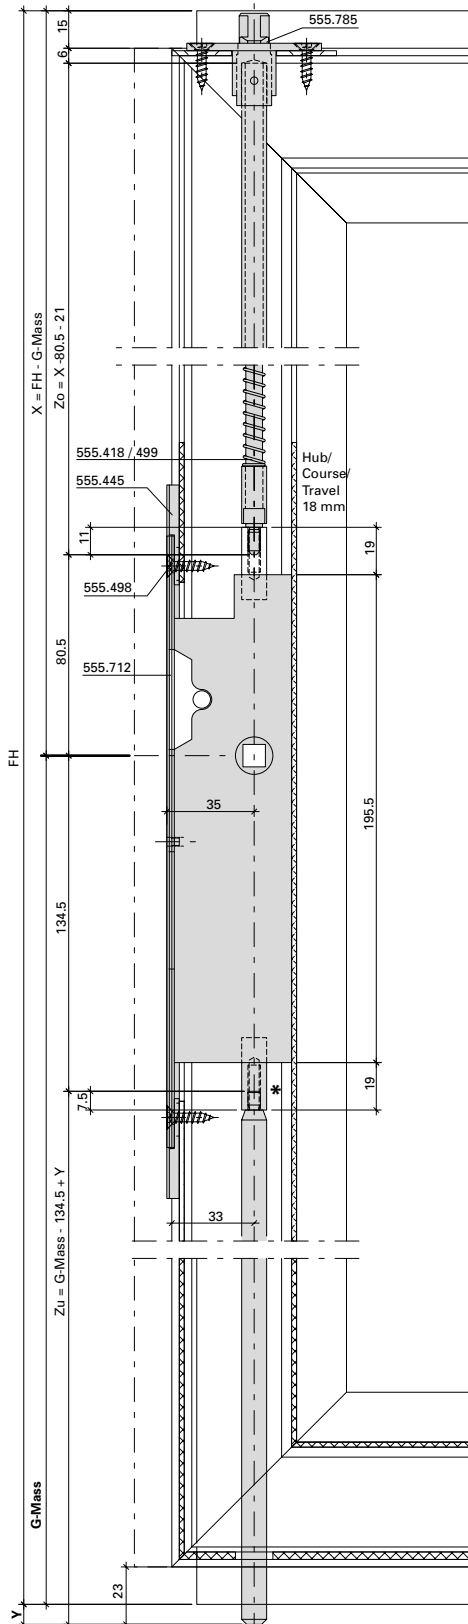 15
555.785
6
X = FH - G-Mass
Zo = X -80.5 - 21
555.418 / 499
Hub/
Course/
Travel
18 mm
555.445
11
19
555.498
80.5
555.712
FH
35
195.5
134.5
*
19
7.5
33
Zu = G-Mass - 134.5 + Y
G-Mass
23
Y